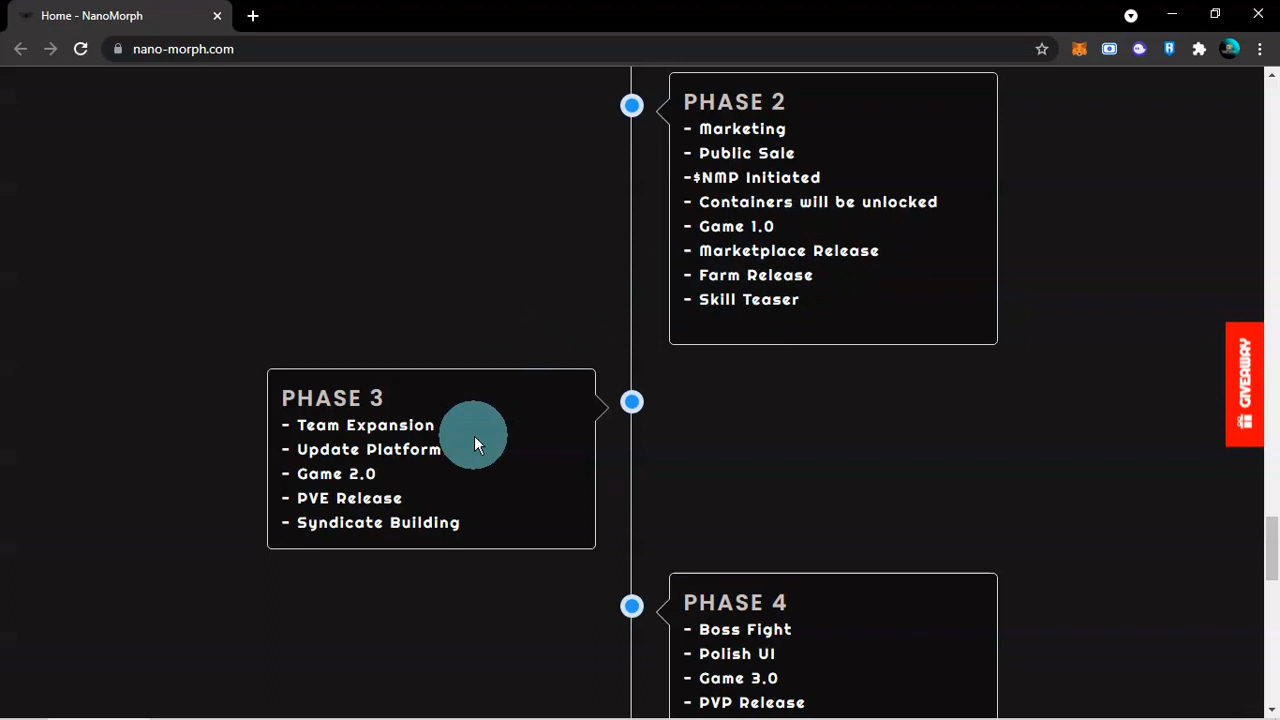 Home - NanoMorph
nano-morph.com
PHASE 2
- Marketing
- Public Sale
-$NMP Initiated
- Containers will be unlocked
- Game 1.0
- Marketplace Release
- Farm Release
- Skill Teaser
GIVEAWAY
PHASE 3
- Team Expansion
- Update Platform
- Game 2.0
- PVE Release
- Syndicate Building
PHASE 4
- Boss Fight
- Polish UI
- Game 3.0
- PVP Release